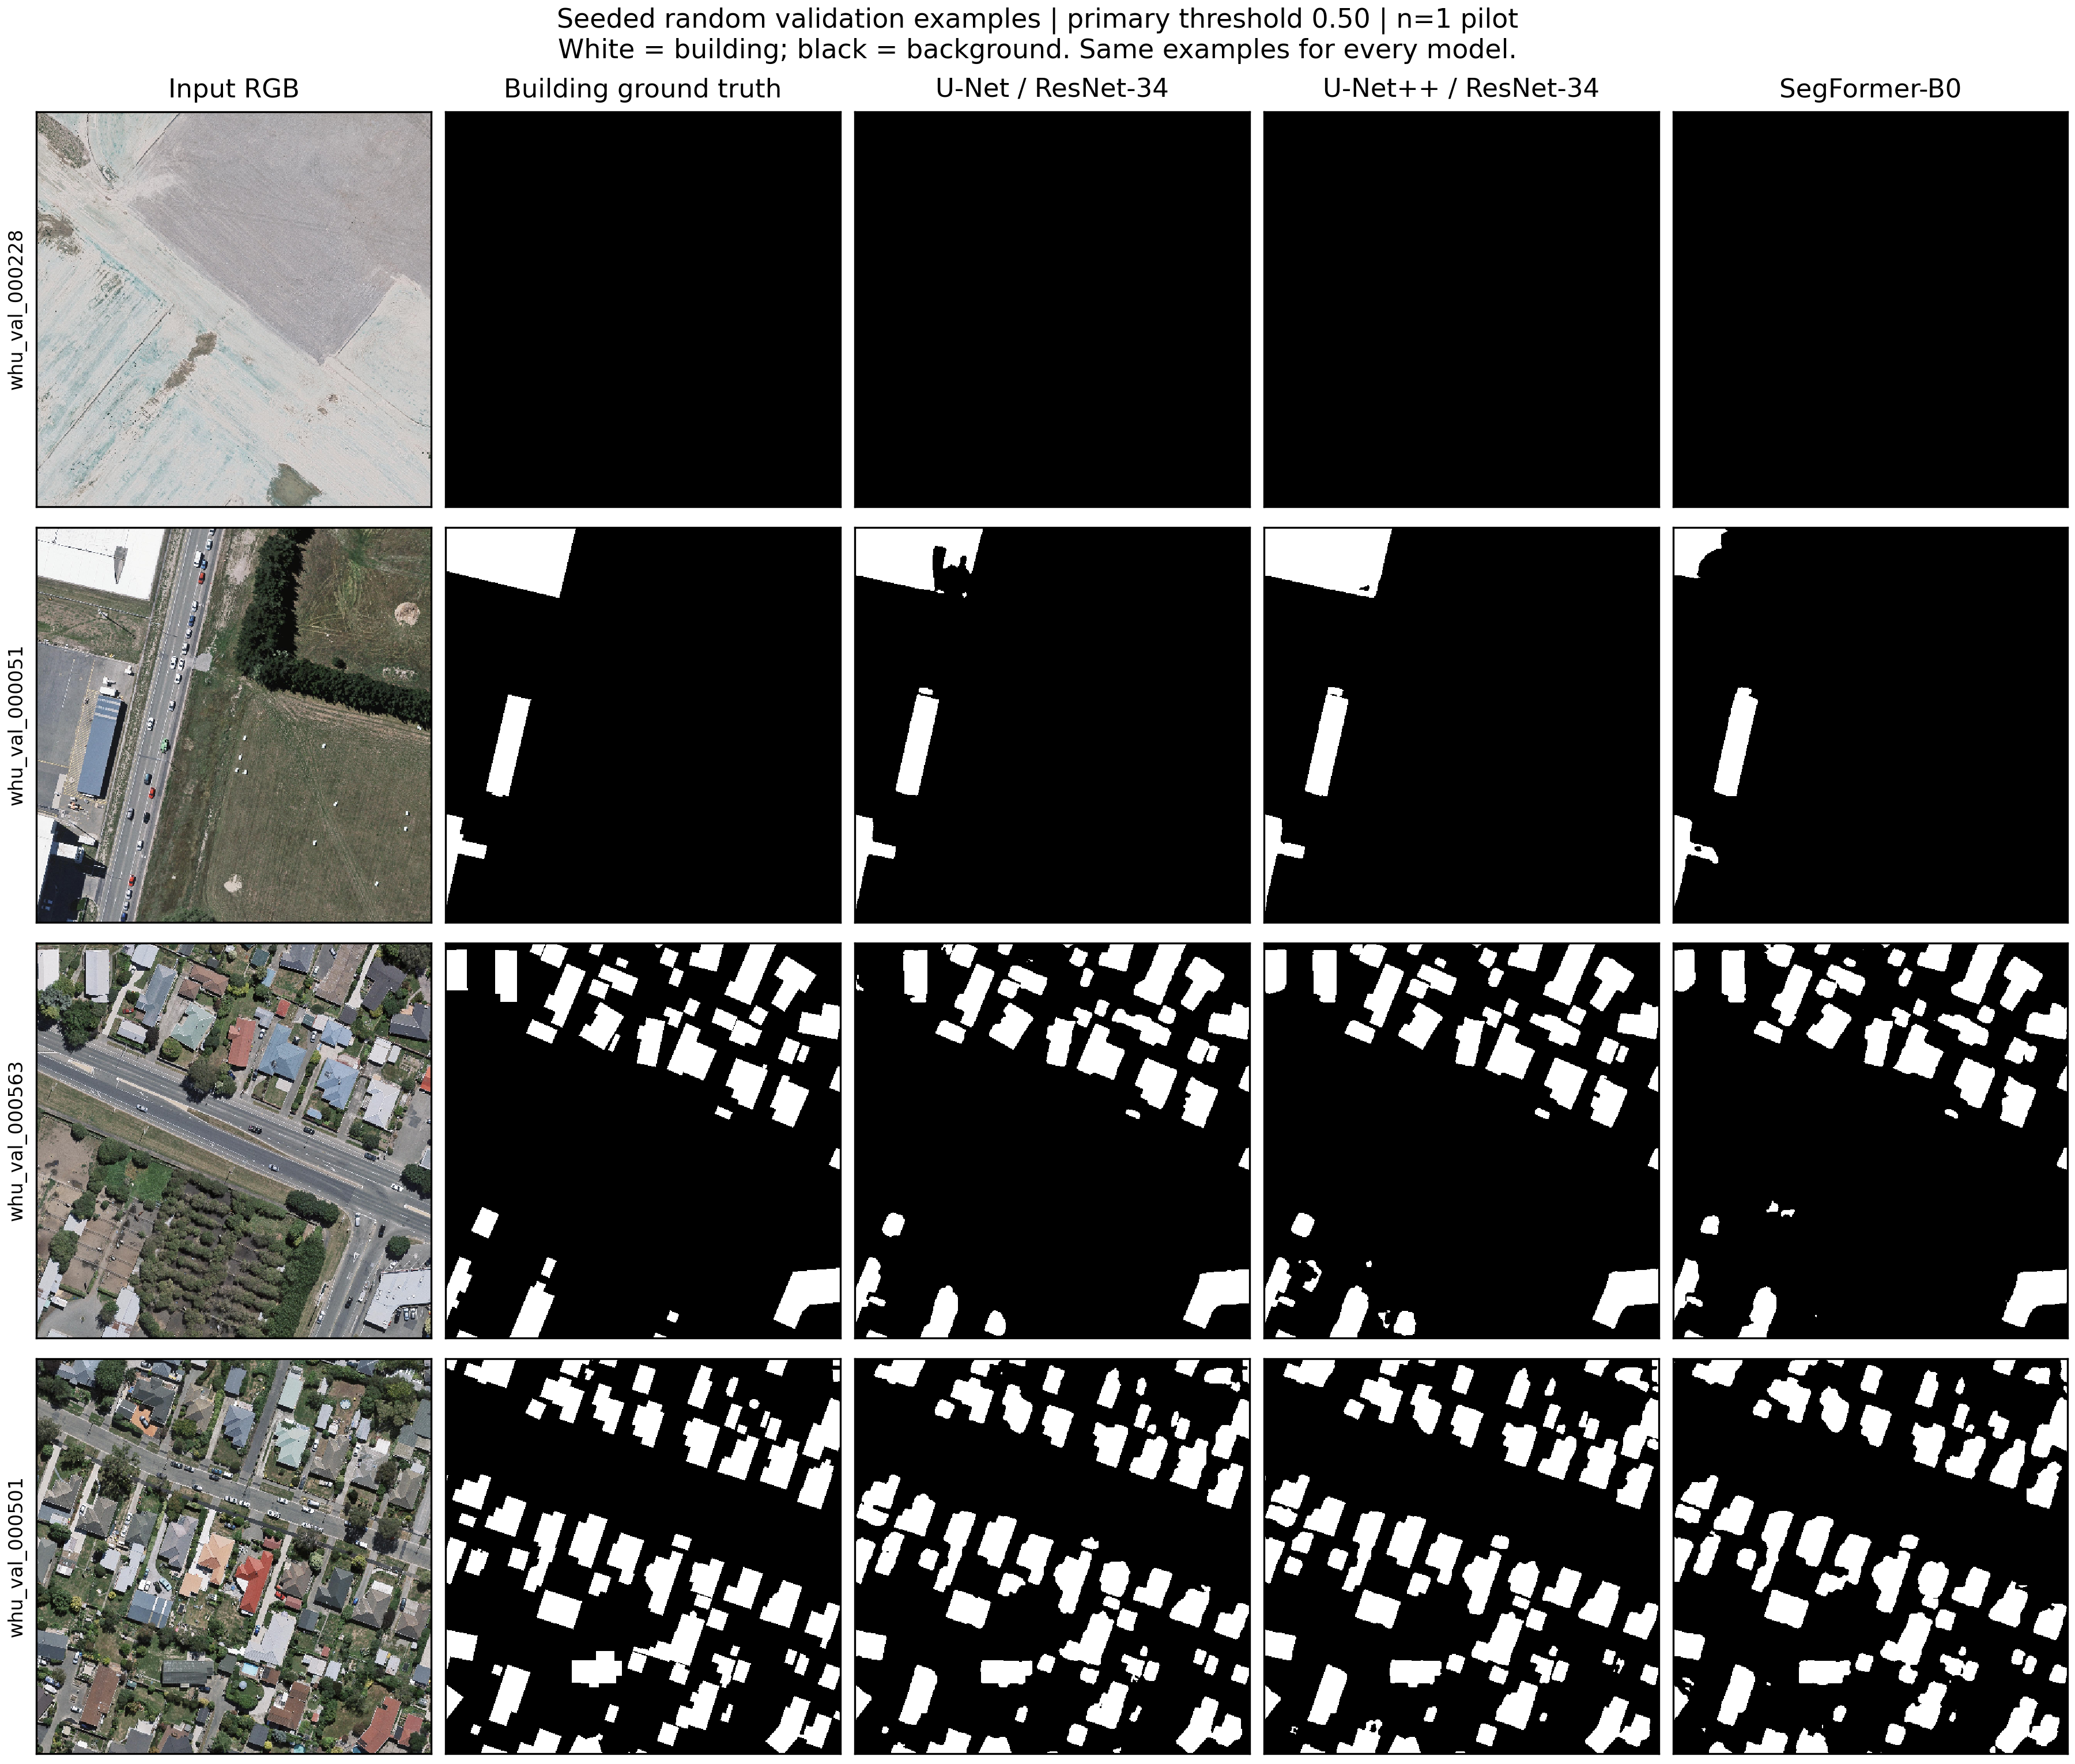 Seeded random validation examples | primary threshold 0.50 | n=1 pilot
White = building; black = background. Same examples for every model.
Input RGB
Building ground truth
U-Net / ResNet-34
U-Net++ / ResNet-34
SegFormer-B0
whu_val_000228
whu_val_000051
whu_val_000563
whu_val_000501